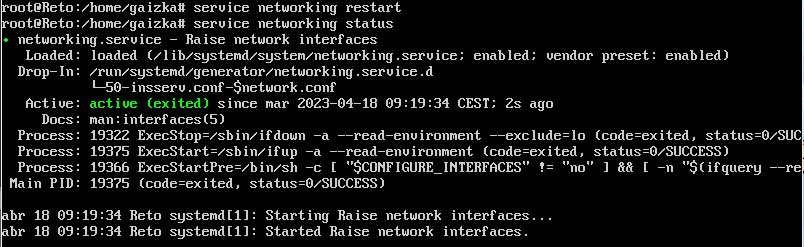 root@Reto:/home/gaizka# service networking restart
root@Reto:/home/gaizka# service networking status
• networking.service - Raise network interfaces
   Loaded: loaded (/lib/systemd/system/networking.service; enabled; vendor preset: enabled)
  Drop-In: /run/systemd/generator/networking.service.d
           └─50-insserv.conf-$network.conf
   Active: active (exited) since mar 2023-04-18 09:19:34 CEST; 2s ago
     Docs: man:interfaces(5)
  Process: 19322 ExecStop=/sbin/ifdown -a --read-environment --exclude=lo (code=exited, status=0/SUC
  Process: 19375 ExecStart=/sbin/ifup -a --read-environment (code=exited, status=0/SUCCESS)
  Process: 19366 ExecStartPre=/bin/sh -c [ "$CONFIGURE_INTERFACES" != "no" ] && [ -n "$(ifquery --re
 Main PID: 19375 (code=exited, status=0/SUCCESS)
abr 18 09:19:34 Reto systemd[1]: Starting Raise network interfaces...
abr 18 09:19:34 Reto systemd[1]: Started Raise network interfaces.